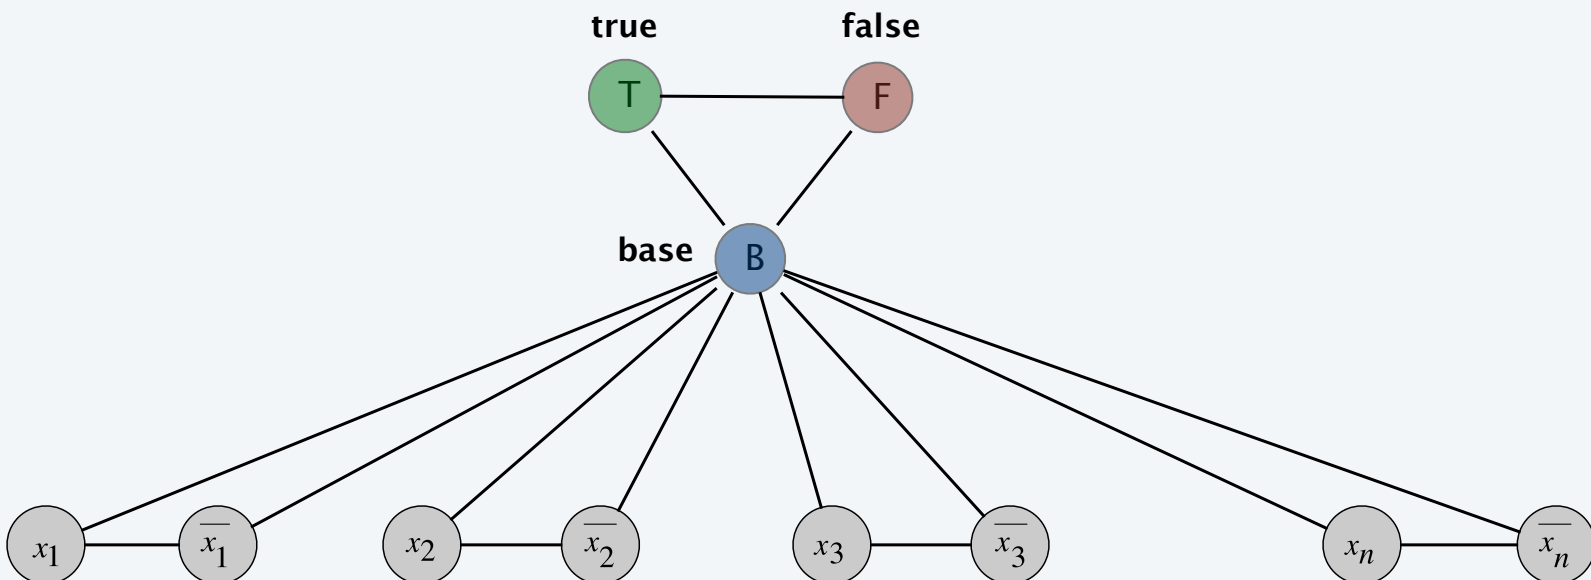 true false
T F
base B
x₁ x̅₁ x₂ x̅₂ x₃ x̅₃ xₙ x̅ₙ